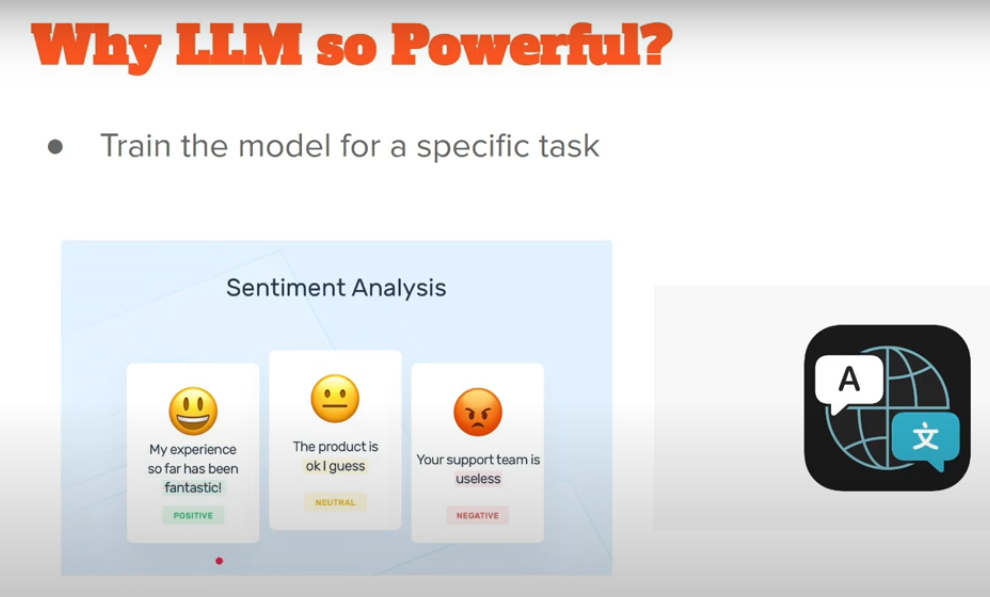 Why LLM so Powerful?
● Train the model for a specific task
Sentiment Analysis
My experience
so far has been
fantastic!
POSITIVE
The product is
ok I guess
NEUTRAL
Your support team is
useless
NEGATIVE
A
文